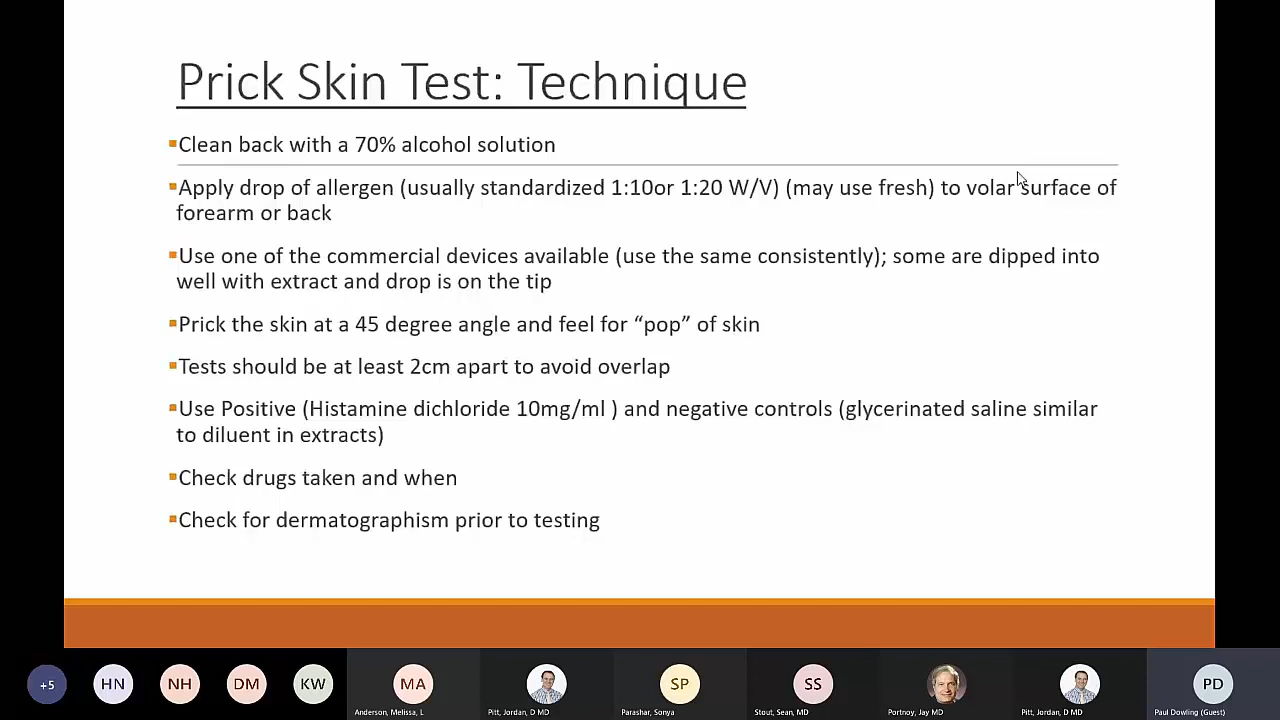 Prick Skin Test: Technique
▪Clean back with a 70% alcohol solution
▪Apply drop of allergen (usually standardized 1:10or 1:20 W/V) (may use fresh) to volar surface of
forearm or back
▪Use one of the commercial devices available (use the same consistently); some are dipped into
well with extract and drop is on the tip
▪Prick the skin at a 45 degree angle and feel for “pop” of skin
▪Tests should be at least 2cm apart to avoid overlap
▪Use Positive (Histamine dichloride 10mg/ml ) and negative controls (glycerinated saline similar
to diluent in extracts)
▪Check drugs taken and when
▪Check for dermatographism prior to testing
+5 HN NH DM KW MA SP SS PD
Anderson, Melissa, L Pitt, Jordan, D MD Parashar, Sonya Stout, Sean, MD Portnoy, Jay MD Pitt, Jordan, D MD Paul Dowling (Guest)